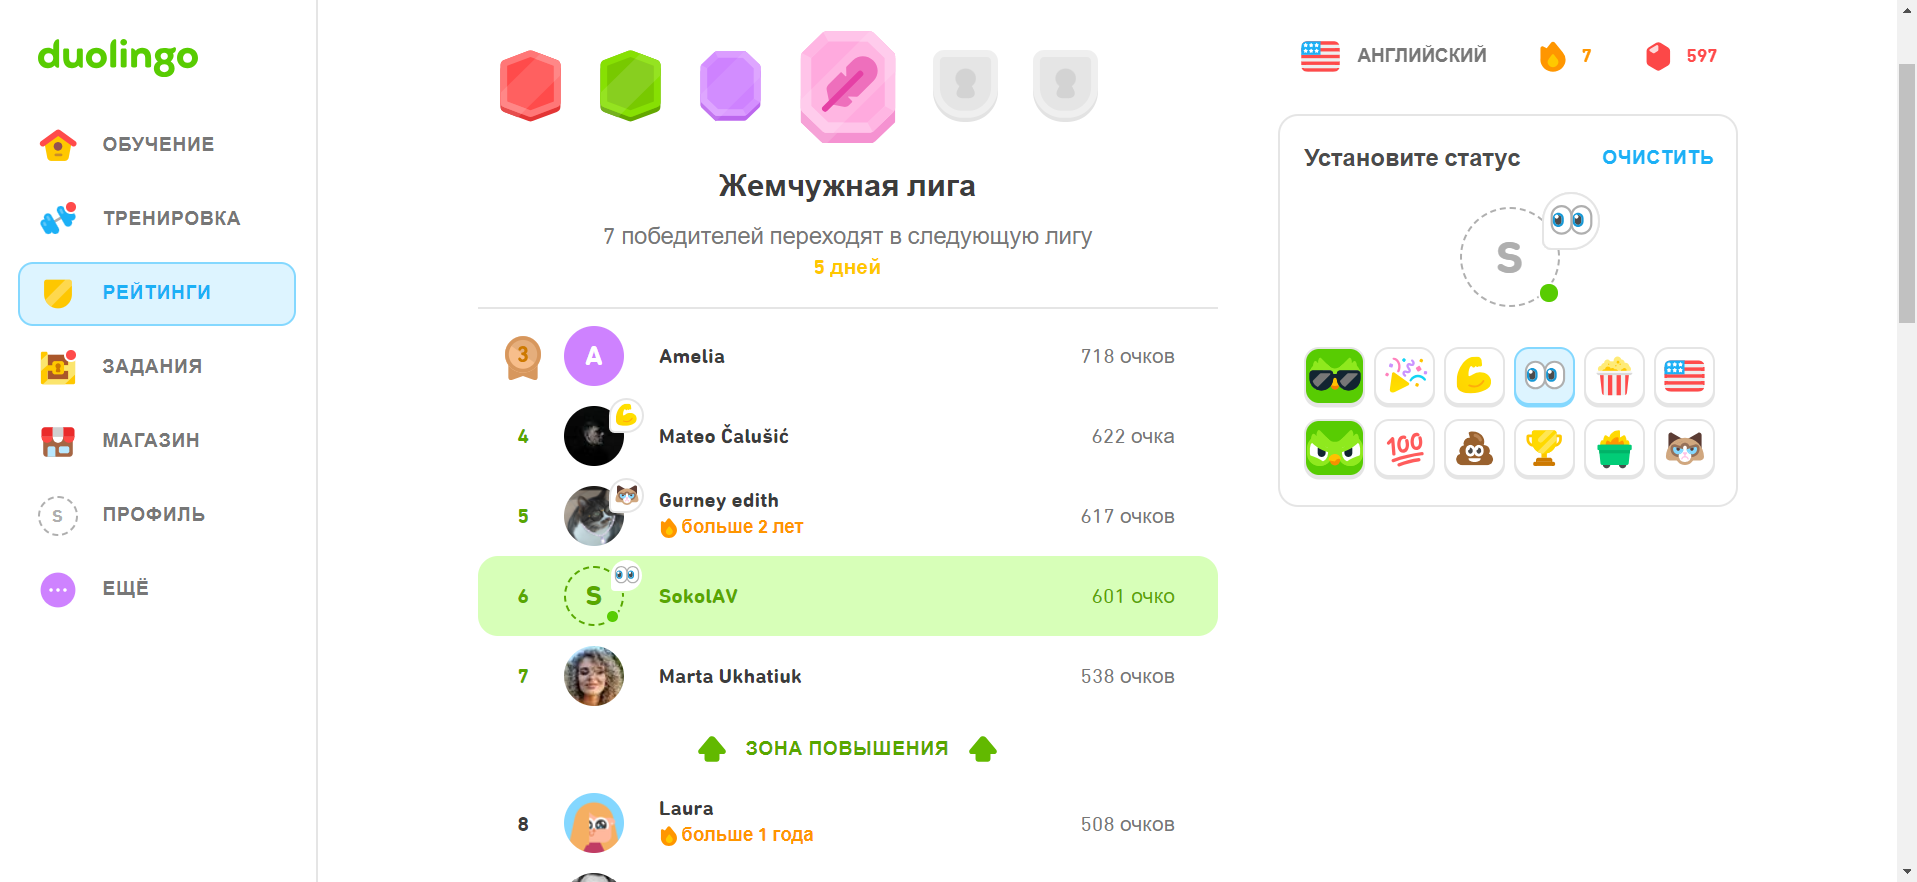 duolingo
ОБУЧЕНИЕ
ТРЕНИРОВКА
РЕЙТИНГИ
ЗАДАНИЯ
МАГАЗИН
S
ПРОФИЛЬ
ЕЩЁ
Жемчужная лига
7 победителей переходят в следующую лигу
5 дней
3 A Amelia 718 очков
4 Mateo Čalušić 622 очка
5 Gurney edith 617 очков
больше 2 лет
6 S SokolAV 601 очко
7 Marta Ukhatiuk 538 очков
ЗОНА ПОВЫШЕНИЯ
8 Laura 508 очков
больше 1 года
АНГЛИЙСКИЙ 7 597
Установите статус ОЧИСТИТЬ
S
100